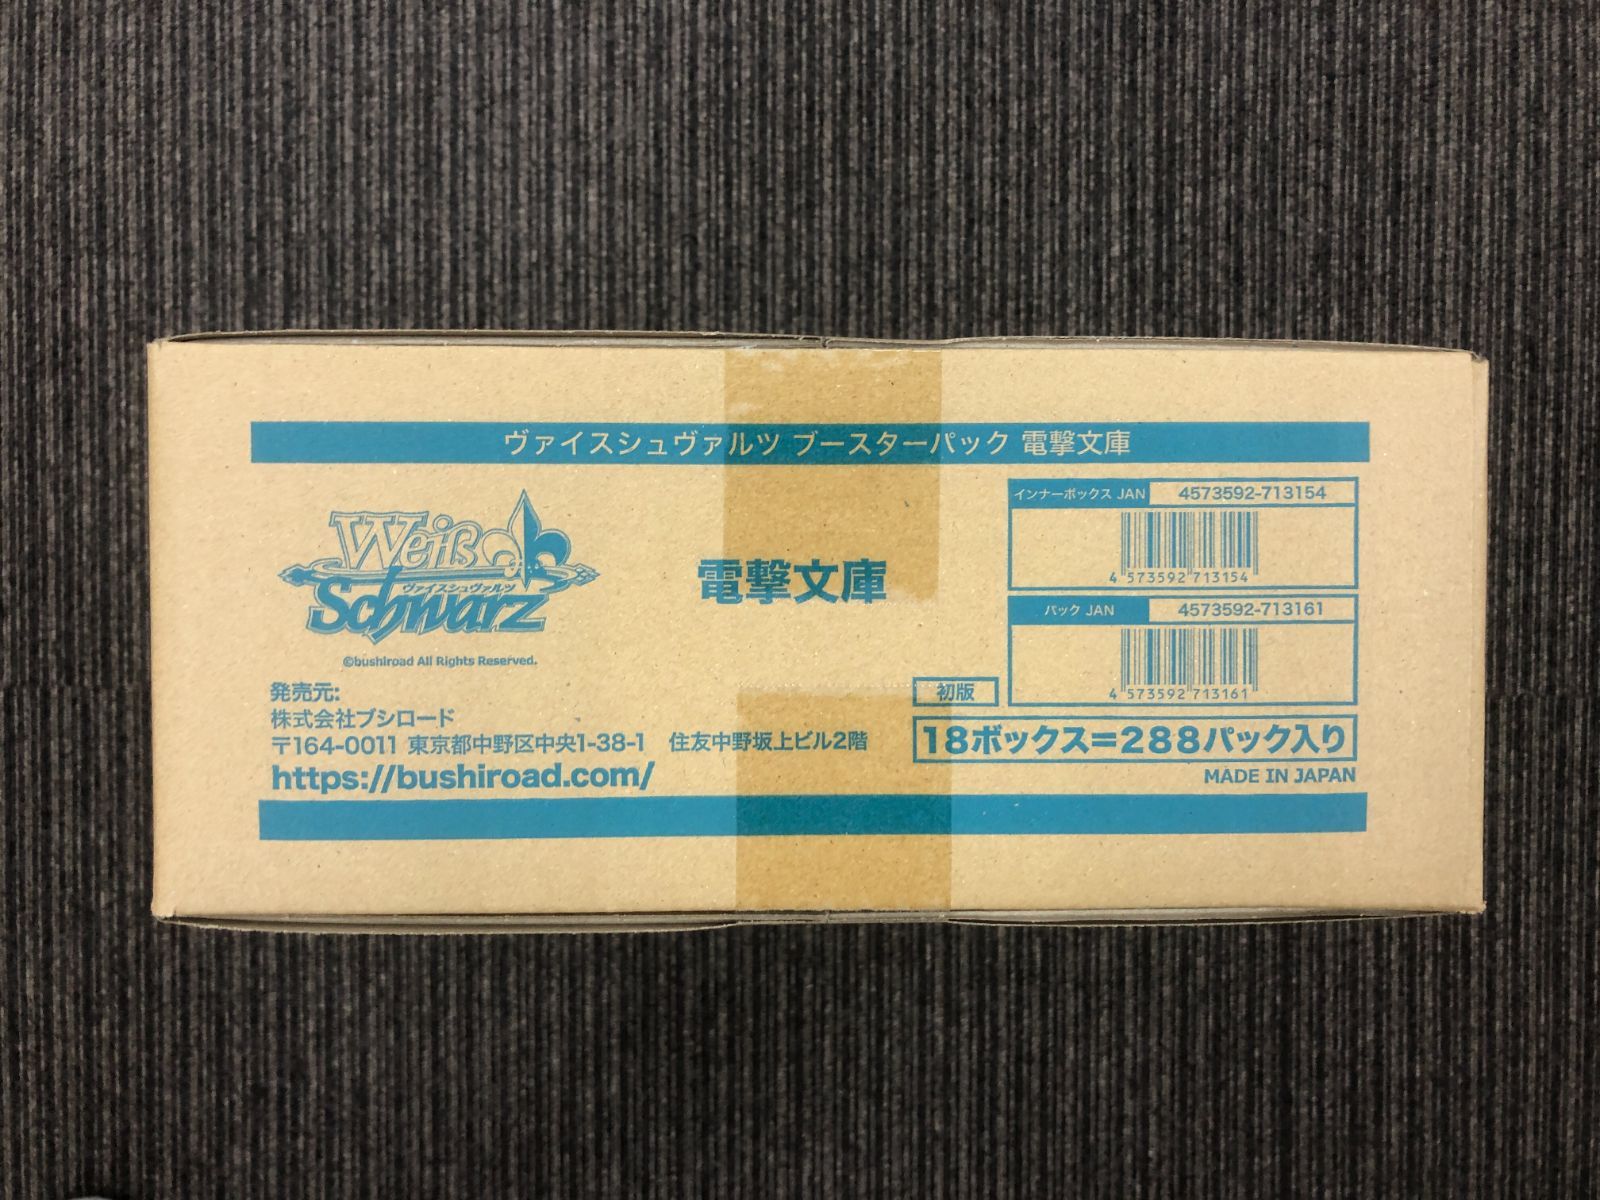 ヴァイスシュヴァルツ ブースターパック 電撃文庫
Weiß
ヴァイスシュヴァルツ
Schwarz
©bushiroad All Rights Reserved.
電撃文庫
インナーボックス JAN 4573592-713154
4 573592 713154
パック JAN 4573592-713161
4 573592 713161
発売元:
株式会社ブシロード
〒164-0011 東京都中野区中央1-38-1 住友中野坂上ビル2階
https://bushiroad.com/
初版
18ボックス=288パック入り
MADE IN JAPAN